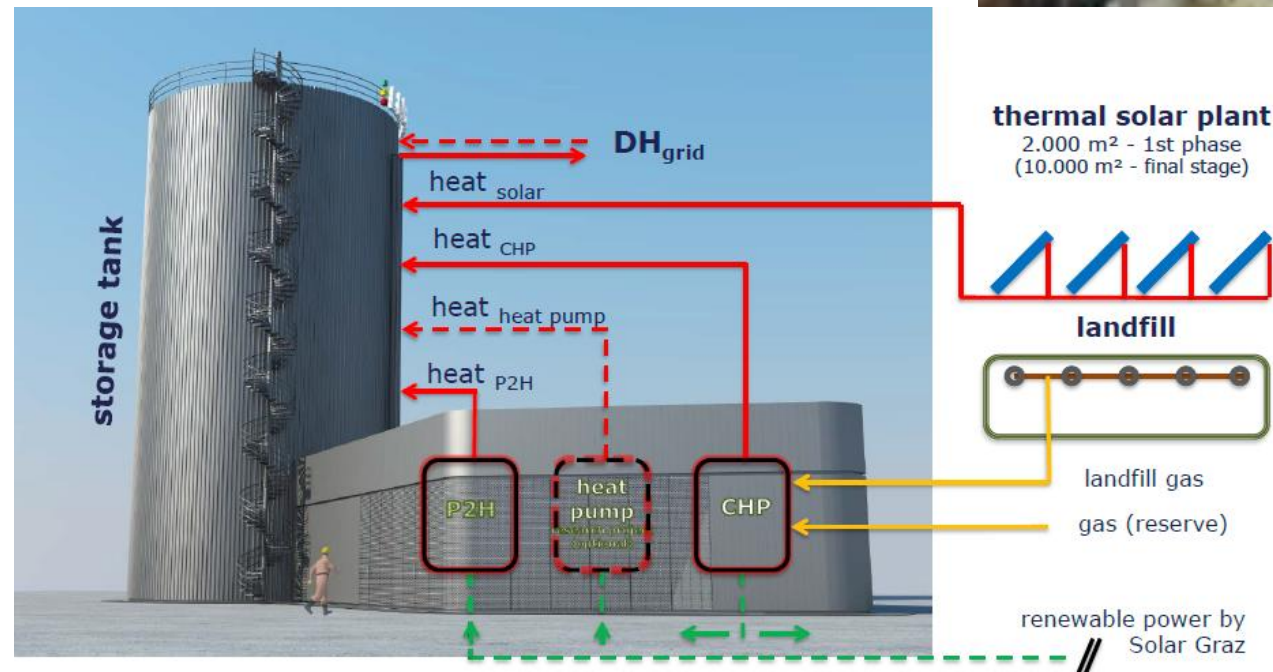 storage tank
DH grid
heat solar
heat CHP
heat heat pump
heat P2H
P2H
heat
pump
CHP
thermal solar plant
2.000 m² - 1st phase
(10.000 m² - final stage)
landfill
landfill gas
gas (reserve)
renewable power by
Solar Graz